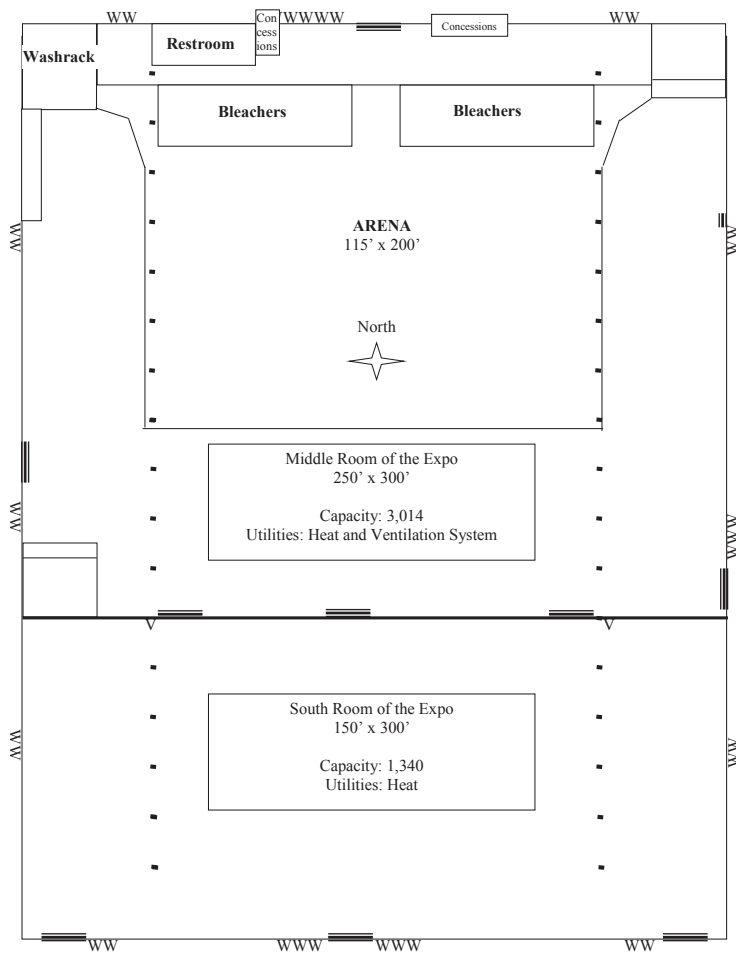 WW
WWWW
WW
Con
cess
ions
Concessions
Restroom
Washrack
Bleachers
Bleachers
ARENA
115’ x 200’
WW
WWW
North
Middle Room of the Expo
250’ x 300’
Capacity: 3,014
Utilities: Heat and Ventilation System
WW
WWW
V
V
South Room of the Expo
150’ x 300’
Capacity: 1,340
Utilities: Heat
WW
WW
WW
WWW
WWW
WW